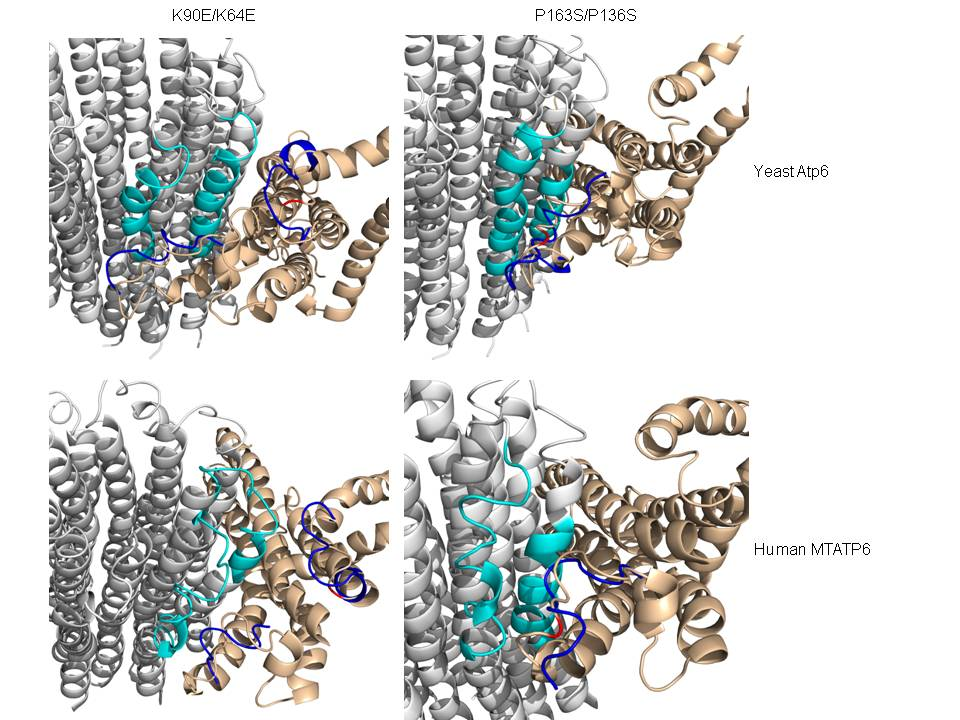 K90E/K64E
P163S/P136S
Yeast Atp6
Human MTATP6